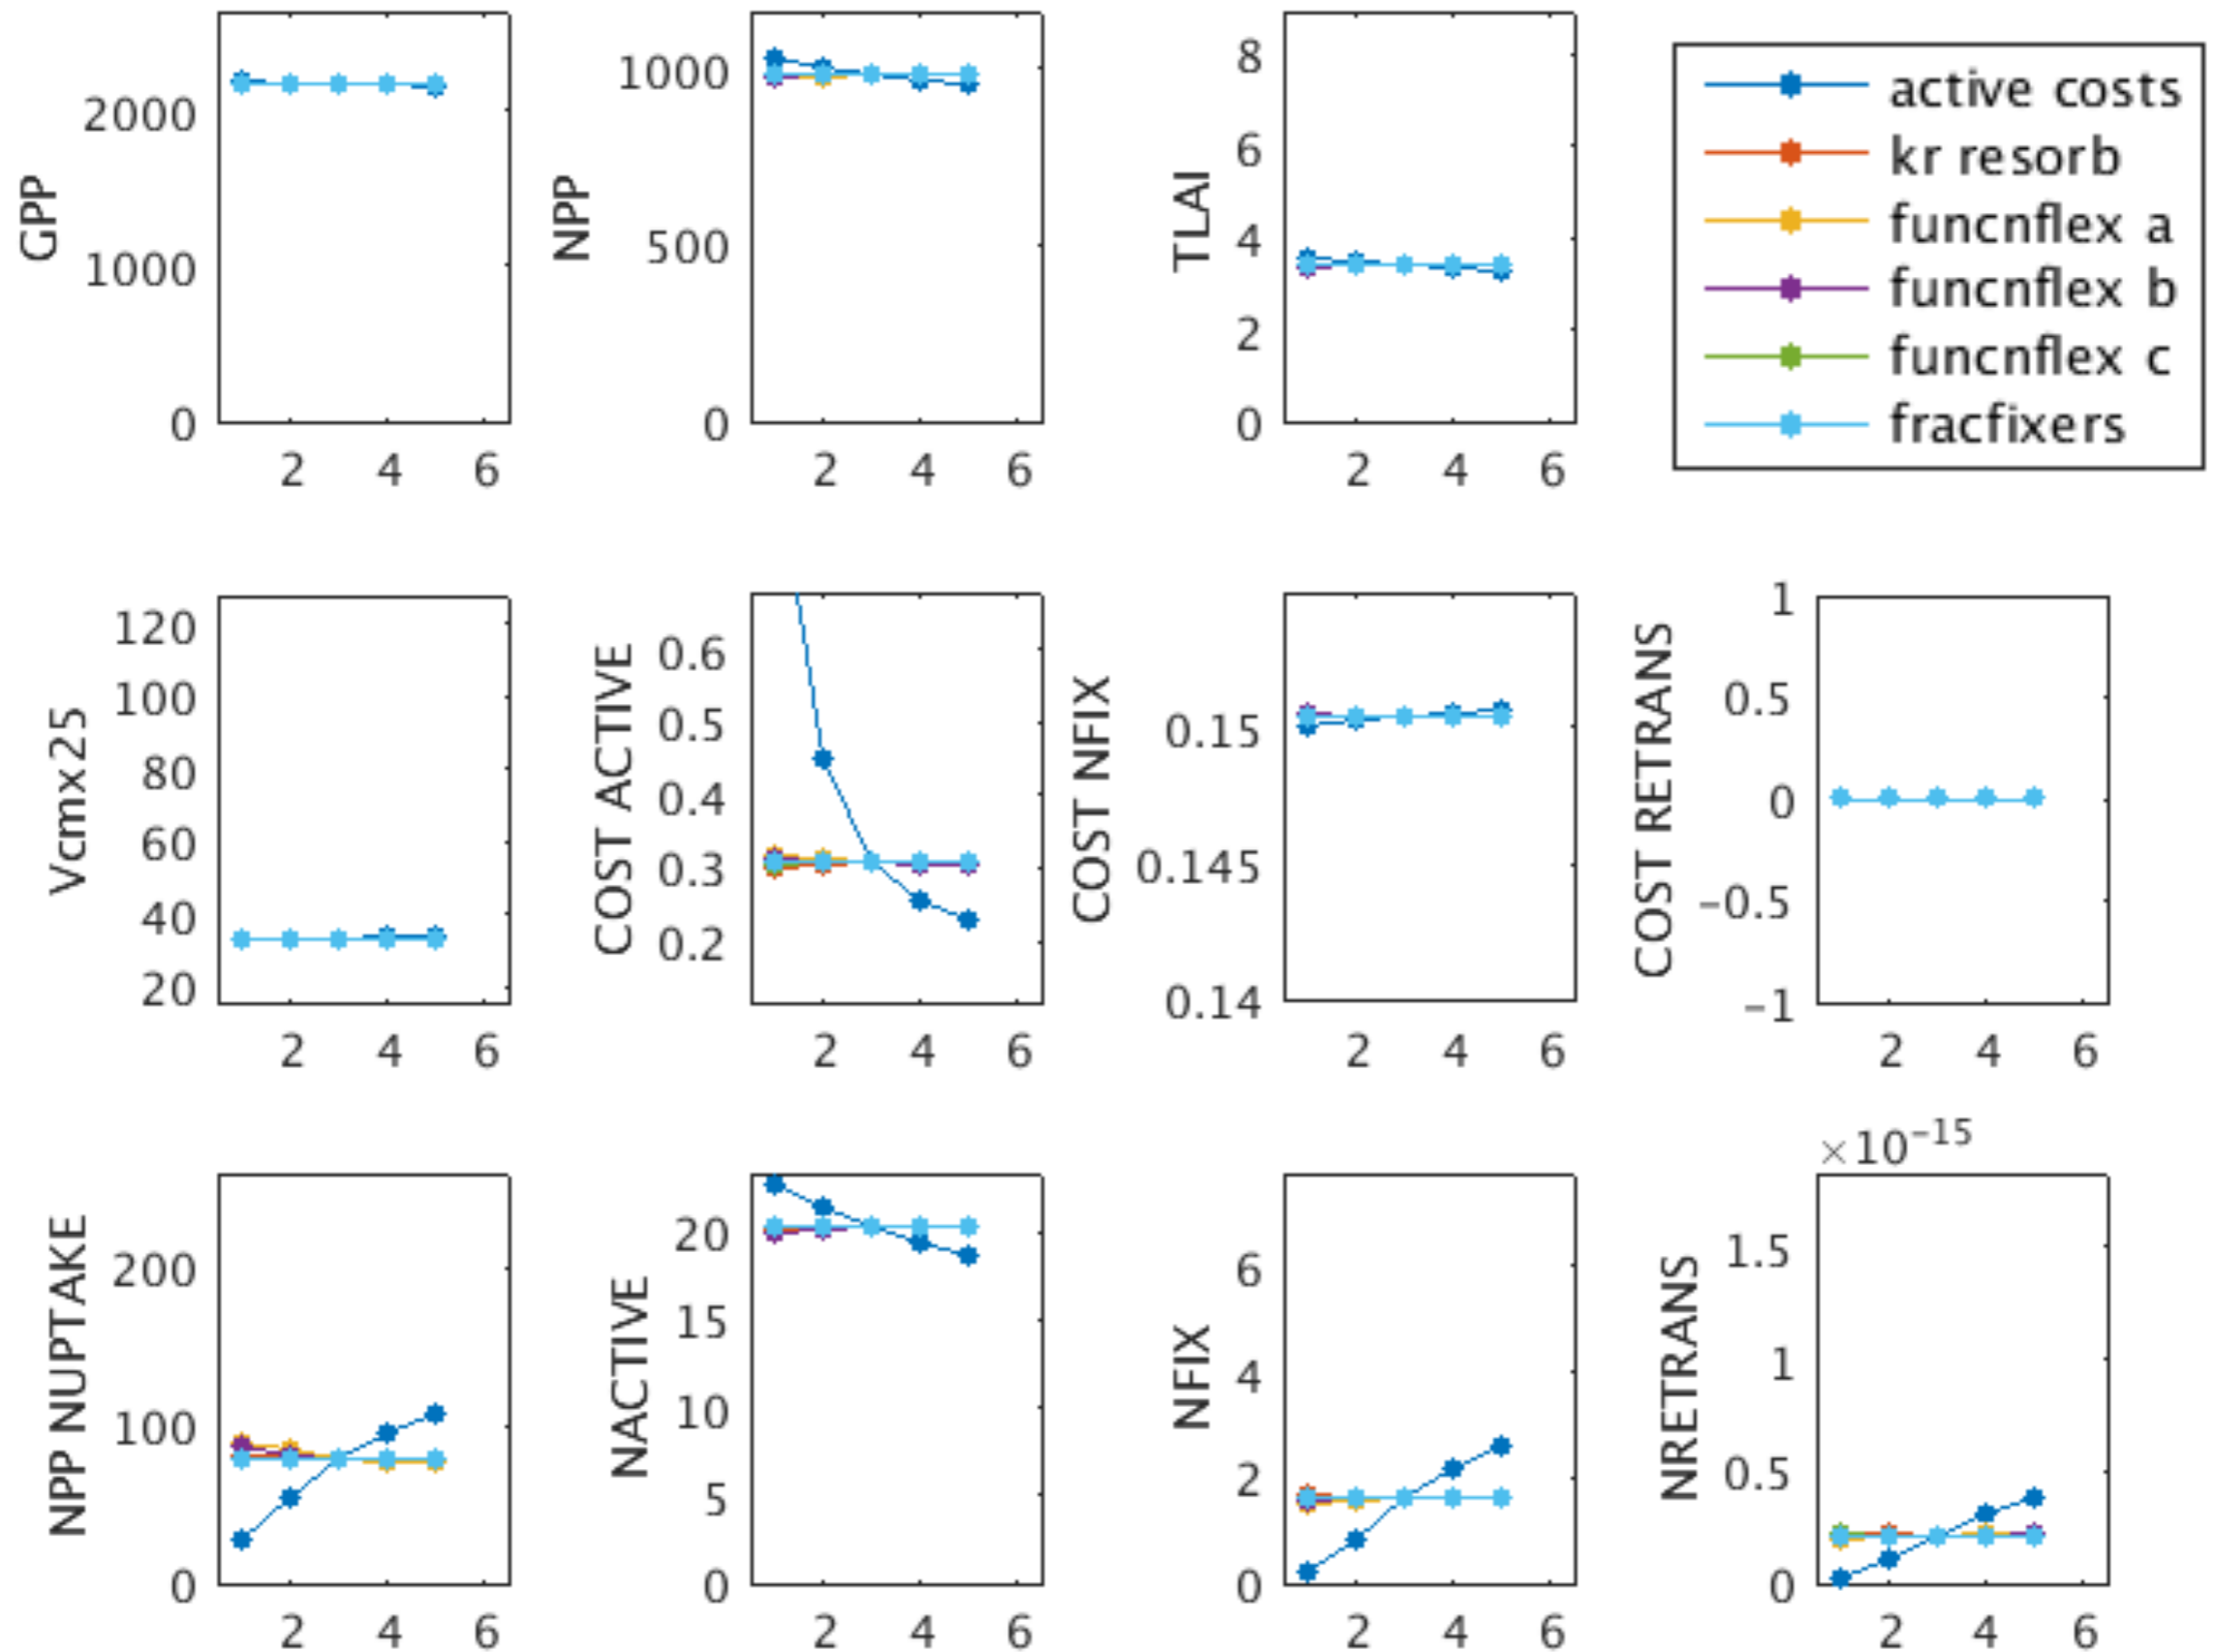 GPP
2000
1000
0
2 4 6
NPP
1000
500
0
2 4 6
TLAI
8
6
4
2
0
2 4 6
active costs
kr resorb
funcnflex a
funcnflex b
funcnflex c
fracfixers
Vcmx25
120
100
80
60
40
20
2 4 6
COST ACTIVE
0.6
0.5
0.4
0.3
0.2
2 4 6
COST NFIX
0.15
0.145
0.14
2 4 6
COST RETRANS
1
0.5
0
-0.5
-1
2 4 6
NPP NUPTAKE
200
100
0
2 4 6
NACTIVE
20
15
10
5
0
2 4 6
NFIX
6
4
2
0
2 4 6
×10⁻¹⁵
NRETRANS
1.5
1
0.5
0
2 4 6